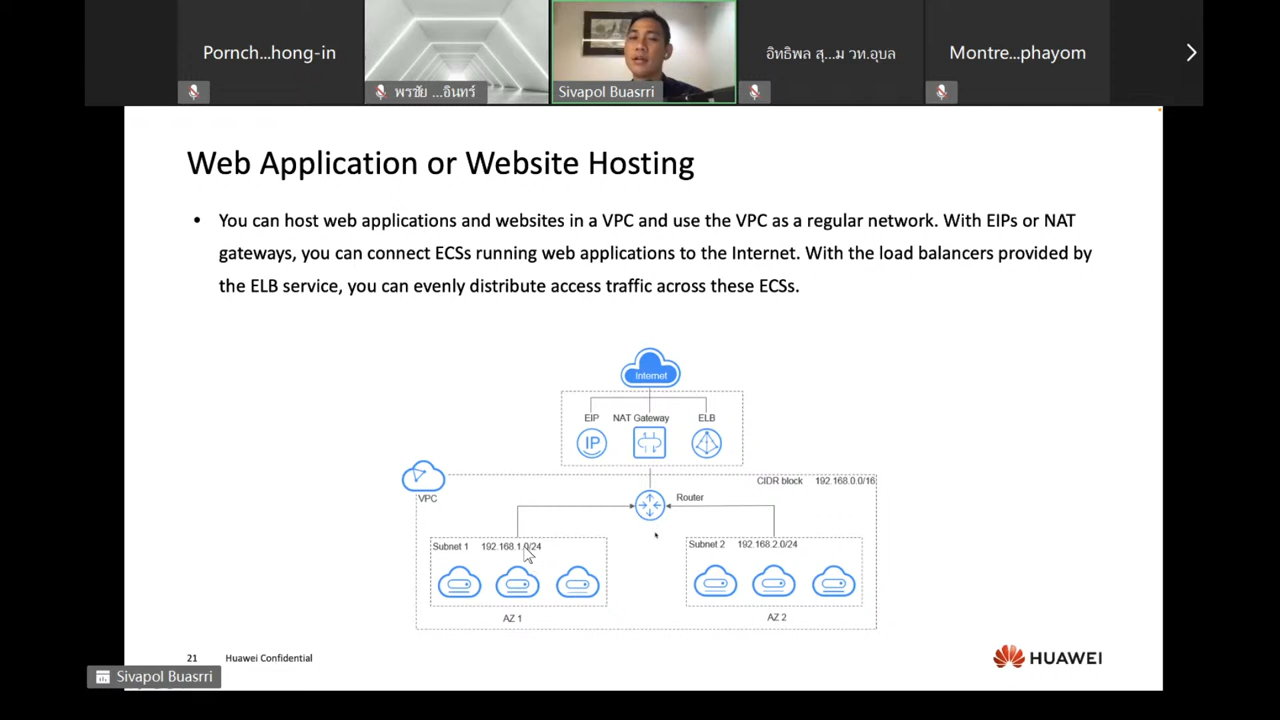 Pornch...hong-in
พรชัย ...อินทร์
Sivapol Buasrri
อิทธิพล สุ...ม วท.อุบล
Montre...phayom
Web Application or Website Hosting
• You can host web applications and websites in a VPC and use the VPC as a regular network. With EIPs or NAT
gateways, you can connect ECSs running web applications to the Internet. With the load balancers provided by
the ELB service, you can evenly distribute access traffic across these ECSs.
Internet
EIP NAT Gateway ELB
IP
CIDR block 192.168.0.0/16
VPC
Router
Subnet 1 192.168.1.0/24
Subnet 2 192.168.2.0/24
AZ 1
AZ 2
21 Huawei Confidential
HUAWEI
Sivapol Buasrri